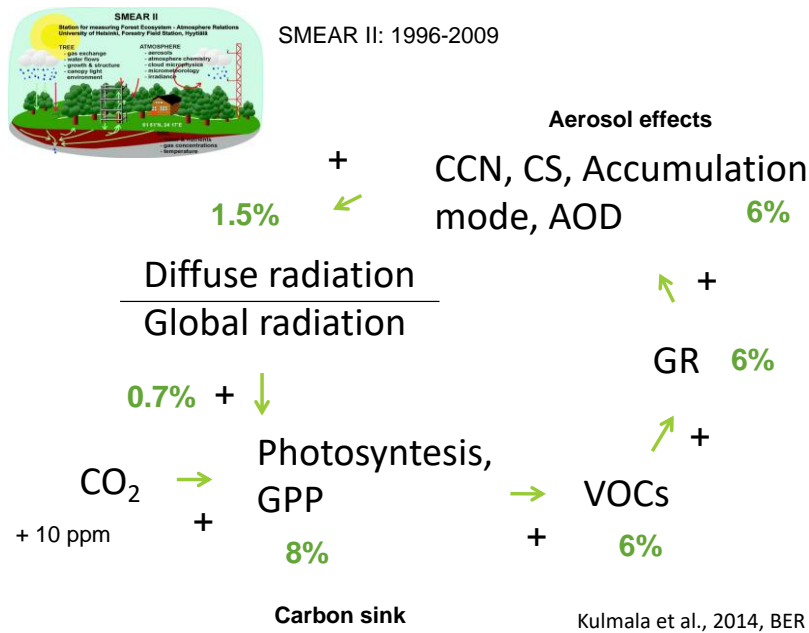 SMEAR II
Station for measuring Forest Ecosystem - Atmosphere Relations
University of Helsinki, Forestry Field Station, Hyytiälä
TREE
- gas exchange
- water flows
- growth & structure
- canopy light
environment
ATMOSPHERE
- aerosols
- atmosphere chemistry
- cloud microphysics
- micrometeorology
- irradiance
- gas concentrations
- temperature
SMEAR II: 1996-2009
Aerosol effects
+
CCN, CS, Accumulation
mode, AOD
6%
1.5%
Diffuse radiation
Global radiation
+
GR 6%
0.7% +
+
Photosyntesis,
GPP
CO₂
VOCs
+ 10 ppm
+
8%
+
6%
Carbon sink
Kulmala et al., 2014, BER